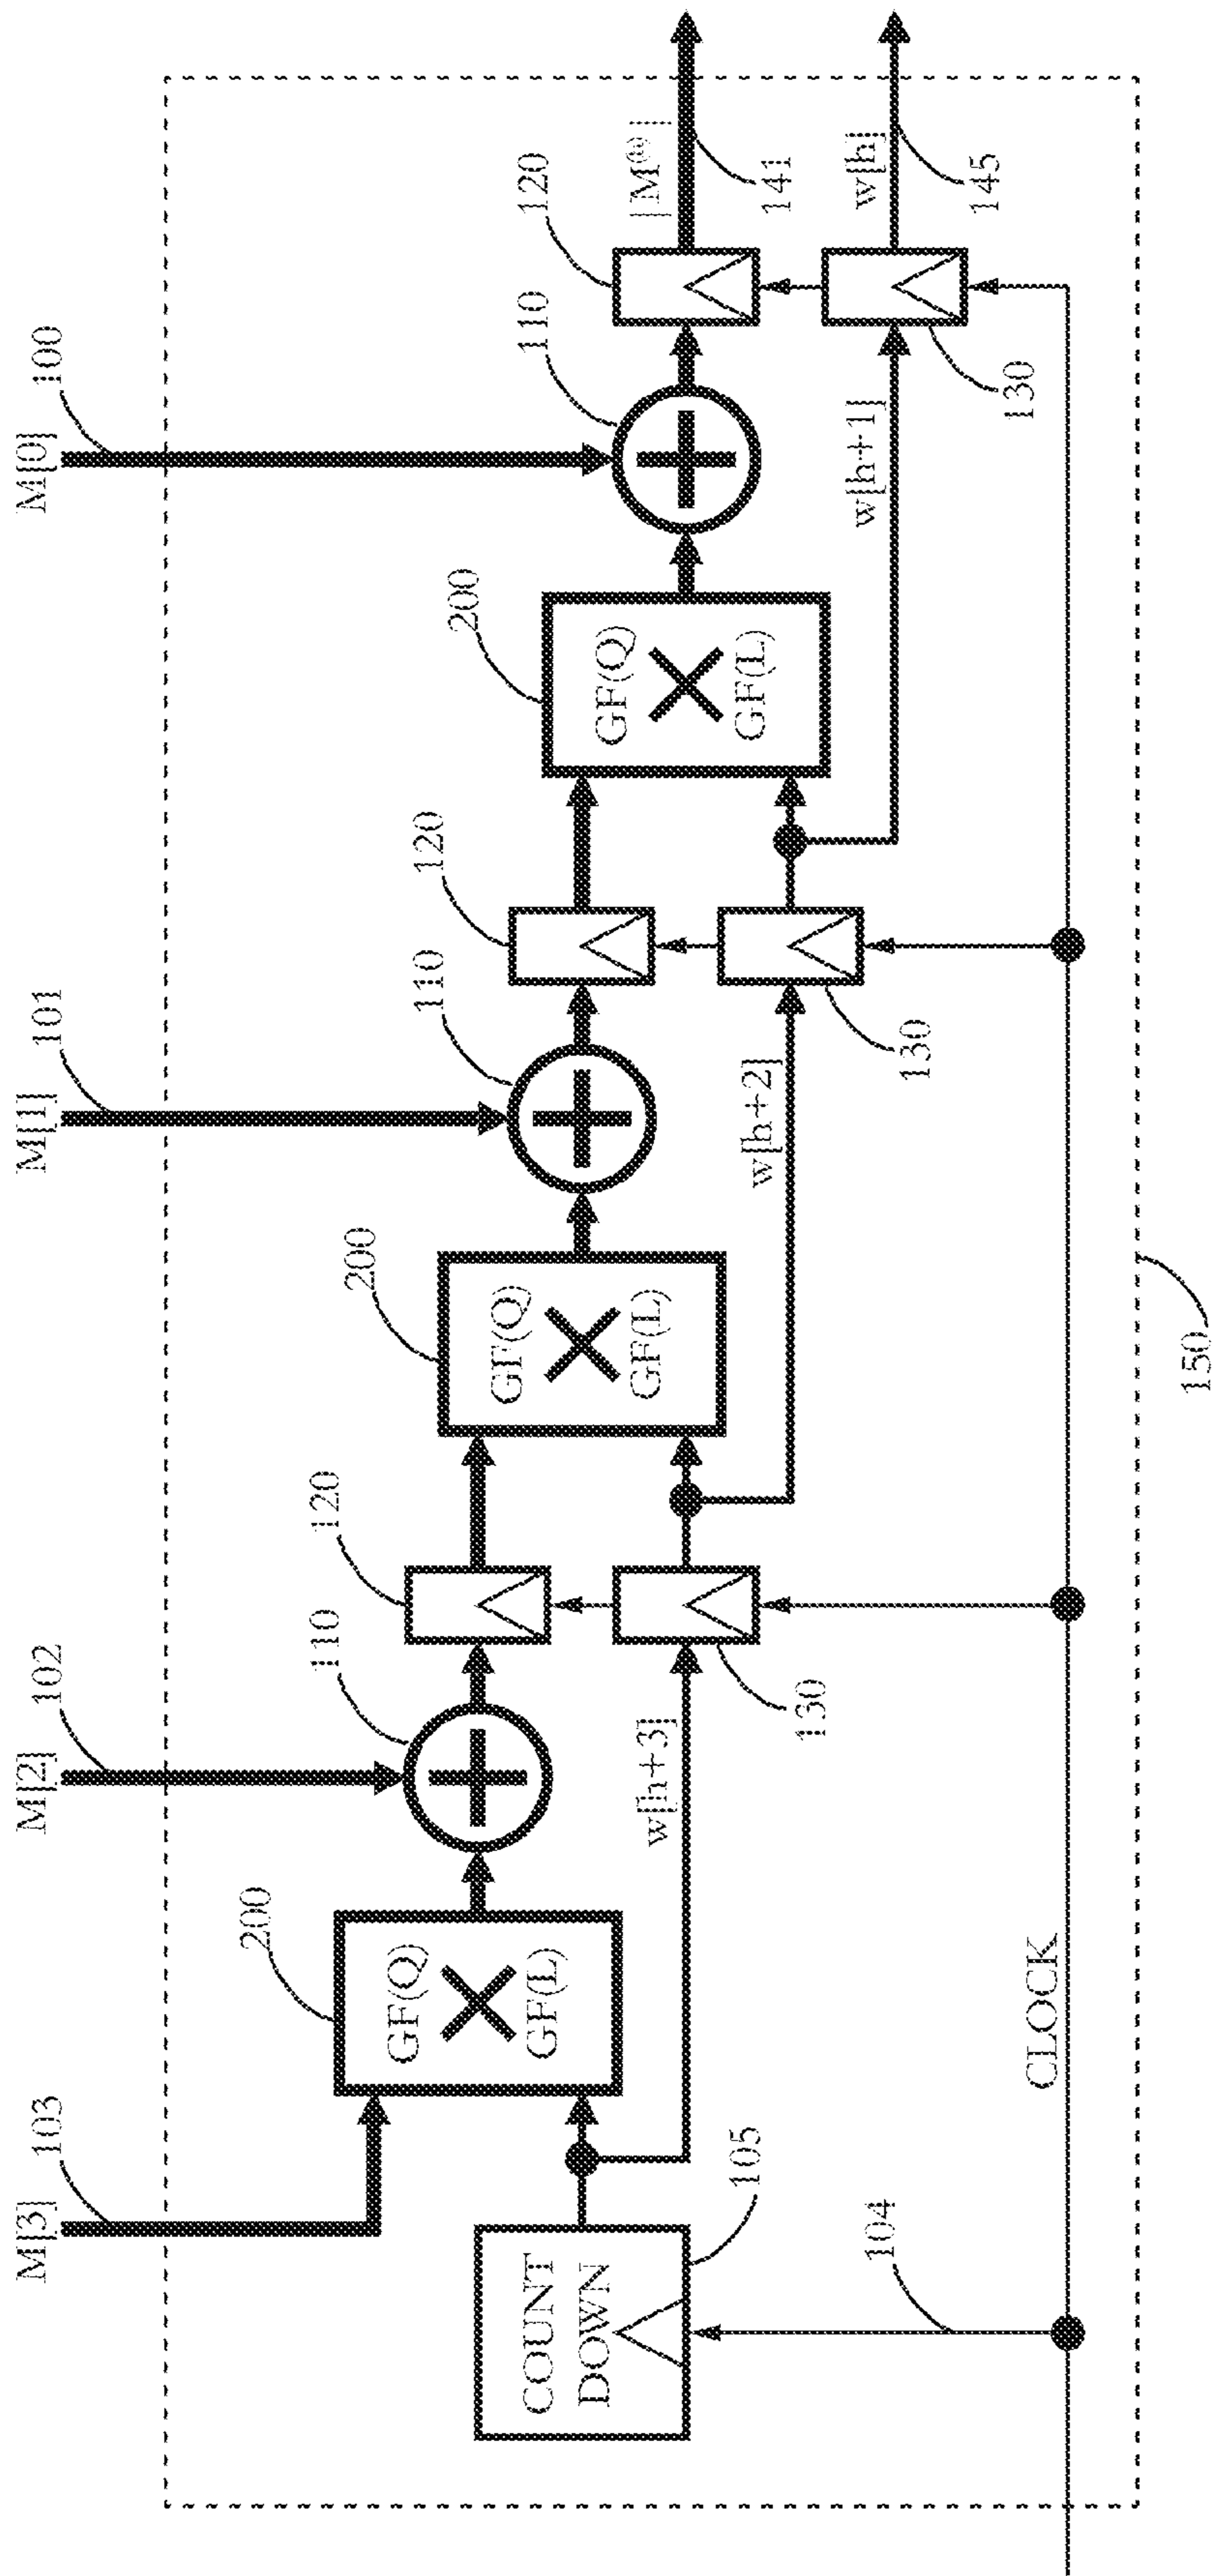 M[3]
103
M[2]
102
M[1]
101
M[0]
100
COUNT
DOWN
105
104
CLOCK
200
GF(Q)
GF(L)
110
120
w[h+3]
130
200
GF(Q)
GF(L)
110
120
w[h+2]
130
200
GF(Q)
GF(L)
110
120
w[h+1]
130
|M@|
141
w[h]
145
150